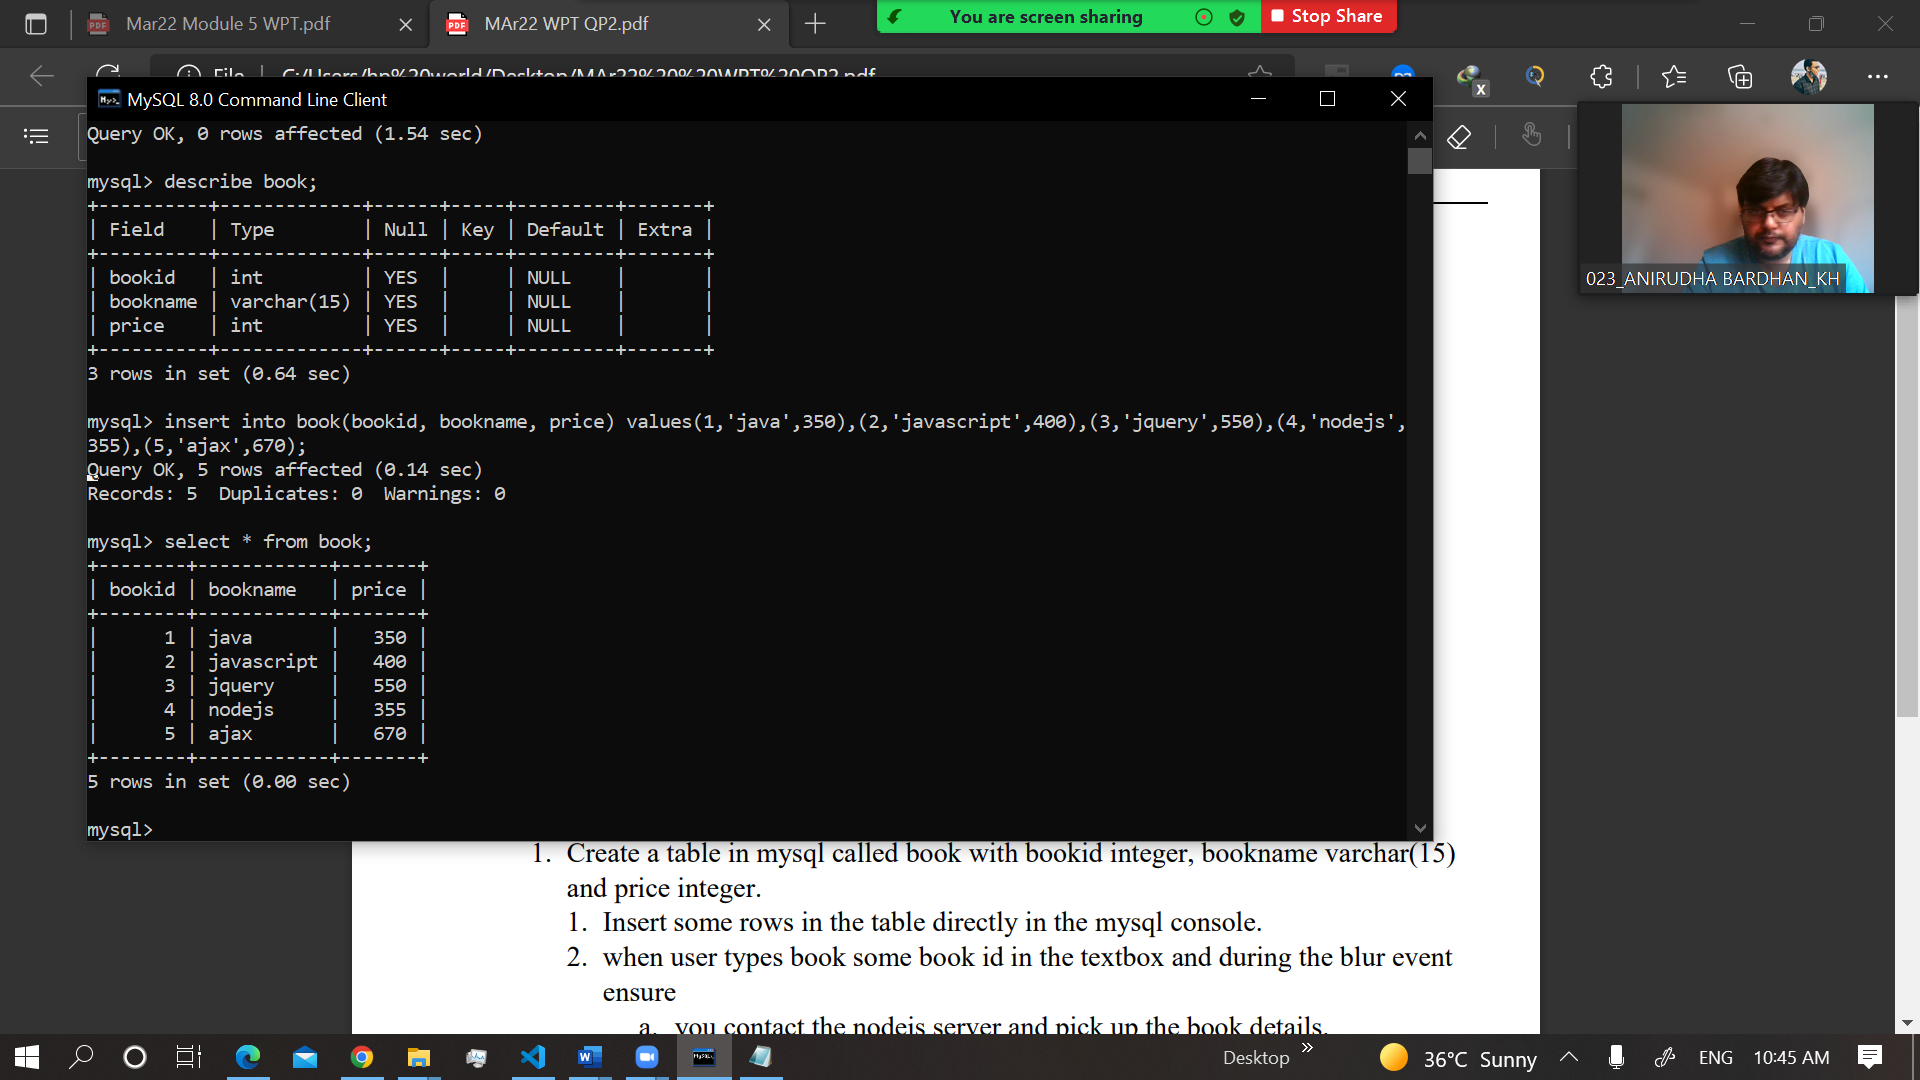 Mar22 Module 5 WPT.pdf
MAr22 WPT QP2.pdf
You are screen sharing
Stop Share
File
C:/Users/hp%20world/Desktop/MAr22%20%20WPT%20QP2.pdf
MySQL 8.0 Command Line Client
Query OK, 0 rows affected (1.54 sec)
mysql> describe book;
+----------+-------------+------+-----+---------+-------+
| Field    | Type        | Null | Key | Default | Extra |
+----------+-------------+------+-----+---------+-------+
| bookid   | int         | YES  |     | NULL    |       |
| bookname | varchar(15) | YES  |     | NULL    |       |
| price    | int         | YES  |     | NULL    |       |
+----------+-------------+------+-----+---------+-------+
3 rows in set (0.64 sec)
mysql> insert into book(bookid, bookname, price) values(1,'java',350),(2,'javascript',400),(3,'jquery',550),(4,'nodejs',
355),(5,'ajax',670);
Query OK, 5 rows affected (0.14 sec)
Records: 5  Duplicates: 0  Warnings: 0
mysql> select * from book;
+--------+------------+-------+
| bookid | bookname   | price |
+--------+------------+-------+
|      1 | java       |   350 |
|      2 | javascript |   400 |
|      3 | jquery     |   550 |
|      4 | nodejs     |   355 |
|      5 | ajax       |   670 |
+--------+------------+-------+
5 rows in set (0.00 sec)
mysql>
023_ANIRUDHA BARDHAN_KH
1. Create a table in mysql called book with bookid integer, bookname varchar(15)
and price integer.
1. Insert some rows in the table directly in the mysql console.
2. when user types book some book id in the textbox and during the blur event
ensure
a. you contact the nodejs server and pick up the book details.
Desktop
36°C Sunny
ENG
10:45 AM